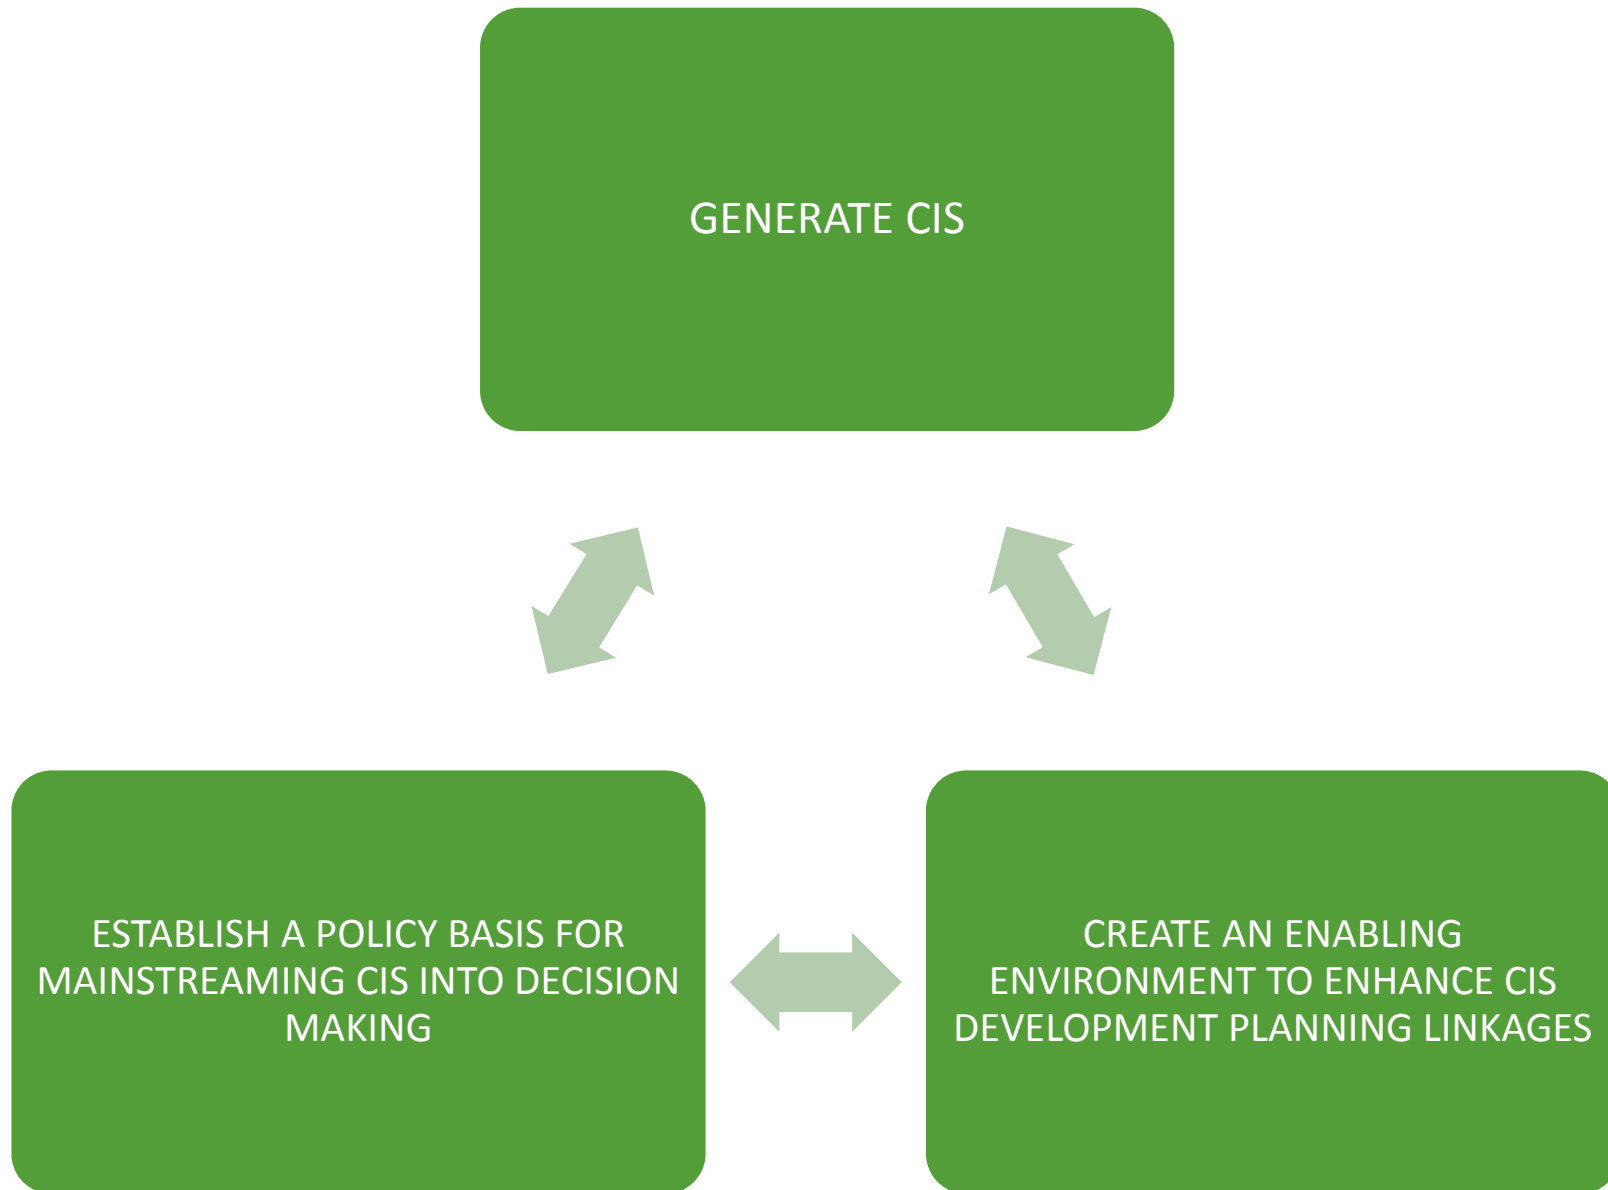 GENERATE CIS
ESTABLISH A POLICY BASIS FOR
MAINSTREAMING CIS INTO DECISION
MAKING
CREATE AN ENABLING
ENVIRONMENT TO ENHANCE CIS
DEVELOPMENT PLANNING LINKAGES